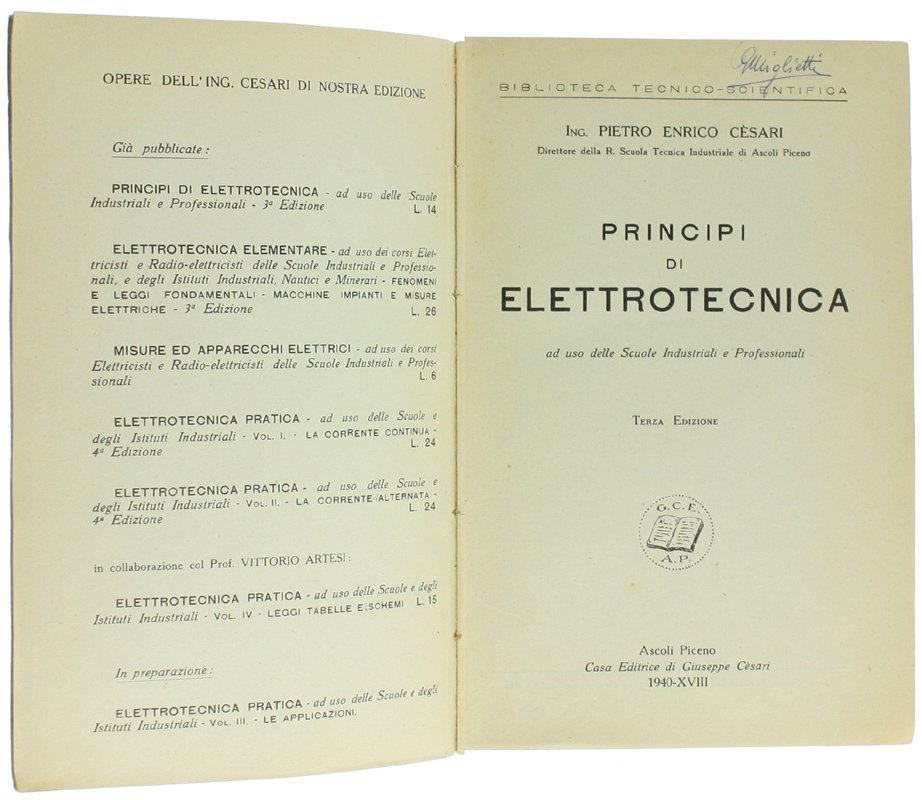 OPERE DELL'ING. CESARI DI NOSTRA EDIZIONE
Già pubblicate :
PRINCIPI DI ELETTROTECNICA - ad uso delle Scuole
Industriali e Professionali - 3ª Edizione L. 14
ELETTROTECNICA ELEMENTARE - ad uso dei corsi Elet-
tricisti e Radio-elettricisti delle Scuole Industriali e Professio-
nali, e degli Istituti Industriali, Nautici e Minerari - FENOMENI
E LEGGI FONDAMENTALI - MACCHINE IMPIANTI E MISURE
ELETTRICHE - 3ª Edizione L. 26
MISURE ED APPARECCHI ELETTRICI - ad uso dei corsi
Elettricisti e Radio-elettricisti delle Scuole Industriali e Profes-
sionali L. 6
ELETTROTECNICA PRATICA - ad uso delle Scuole e
degli Istituti Industriali - VOL. I. - LA CORRENTE CONTINUA -
4ª Edizione L. 24
ELETTROTECNICA PRATICA - ad uso delle Scuole e
degli Istituti Industriali - VOL. II. - LA CORRENTE ALTERNATA -
4ª Edizione L. 24
in collaborazione col Prof. VITTORIO ARTESI :
ELETTROTECNICA PRATICA - ad uso delle Scuole e degli
Istituti Industriali - VOL. IV - LEGGI TABELLE E SCHEMI L. 15
In preparazione :
ELETTROTECNICA PRATICA - ad uso delle Scuole e degli
Istituti Industriali - VOL. III. - LE APPLICAZIONI.
Miglietti
BIBLIOTECA TECNICO-SCIENTIFICA
ING. PIETRO ENRICO CÈSARI
Direttore della R. Scuola Tecnica Industriale di Ascoli Piceno
PRINCIPI
DI
ELETTROTECNICA
ad uso delle Scuole Industriali e Professionali
TERZA EDIZIONE
G.C.E.
A.P.
Ascoli Piceno
Casa Editrice di Giuseppe Cèsari
1940-XVIII